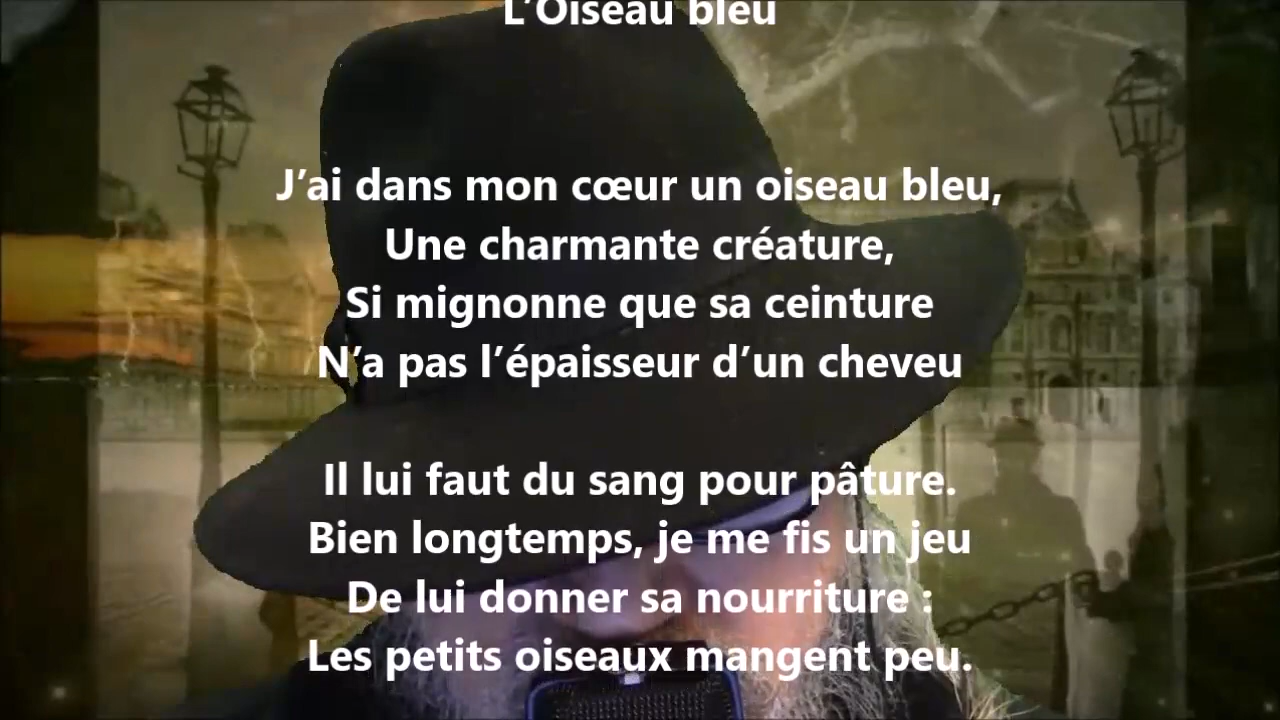 L’Oiseau bleu
J’ai dans mon cœur un oiseau bleu,
Une charmante créature,
Si mignonne que sa ceinture
N’a pas l’épaisseur d’un cheveu
Il lui faut du sang pour pâture.
Bien longtemps, je me fis un jeu
De lui donner sa nourriture :
Les petits oiseaux mangent peu.